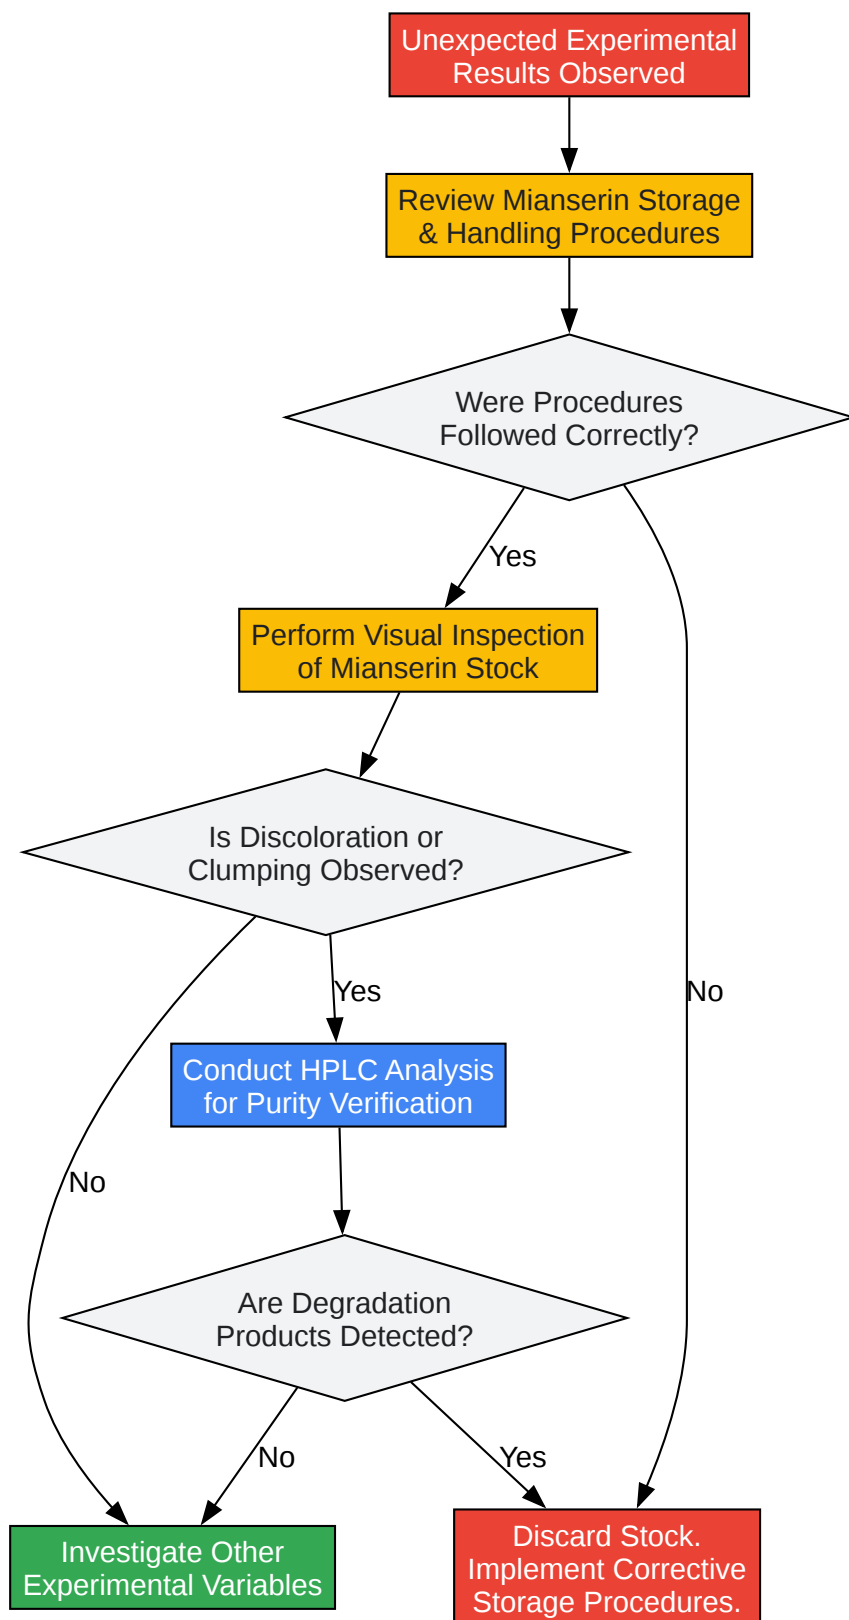 Unexpected Experimental
Results Observed
Review Mianserin Storage
& Handling Procedures
Were Procedures
Followed Correctly?
Yes
Perform Visual Inspection
of Mianserin Stock
Is Discoloration or
Clumping Observed?
Yes
No
Conduct HPLC Analysis
for Purity Verification
No
Are Degradation
Products Detected?
No
Yes
Investigate Other
Experimental Variables
Discard Stock.
Implement Corrective
Storage Procedures.